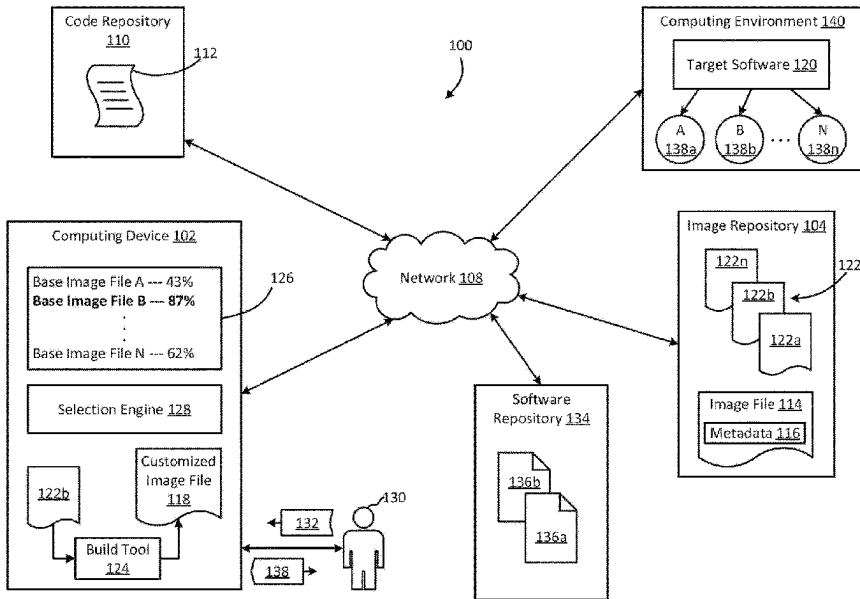 Code Repository
110
112
100
Computing Environment 140
Target Software 120
A
138a
B
138b
. . .
N
138n
Computing Device 102
Base Image File A --- 43%
Base Image File B --- 87%
.
.
.
Base Image File N --- 62%
126
Selection Engine 128
122b
Customized
Image File
118
Build Tool
124
Network 108
132
138
130
Software
Repository 134
136b
136a
Image Repository 104
122n
122b
122a
122
Image File 114
Metadata 116